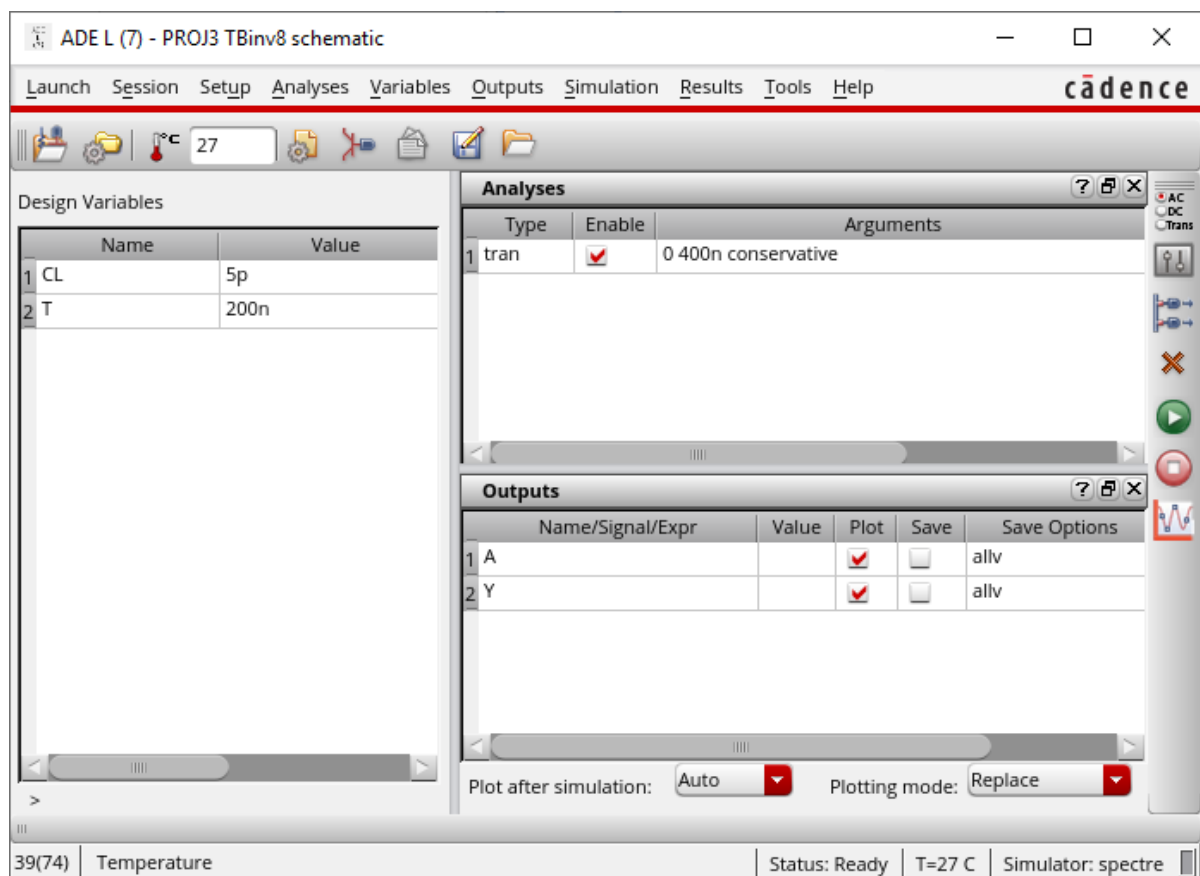 ADE L (7) - PROJ3 TBinv8 schematic
Launch Session Setup Analyses Variables Outputs Simulation Results Tools Help cādence
°C 27
Design Variables
Name Value
1 CL 5p
2 T 200n
>
Analyses
Type Enable Arguments
1 tran 0 400n conservative
Outputs
Name/Signal/Expr Value Plot Save Save Options
1 A allv
2 Y allv
Plot after simulation: Auto Plotting mode: Replace
AC
DC
Trans
39(74) Temperature Status: Ready T=27 C Simulator: spectre